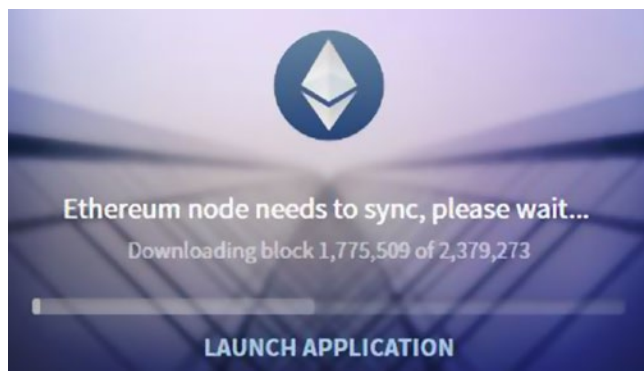 Ethereum node needs to sync, please wait...
Downloading block 1,775,509 of 2,379,273
LAUNCH APPLICATION